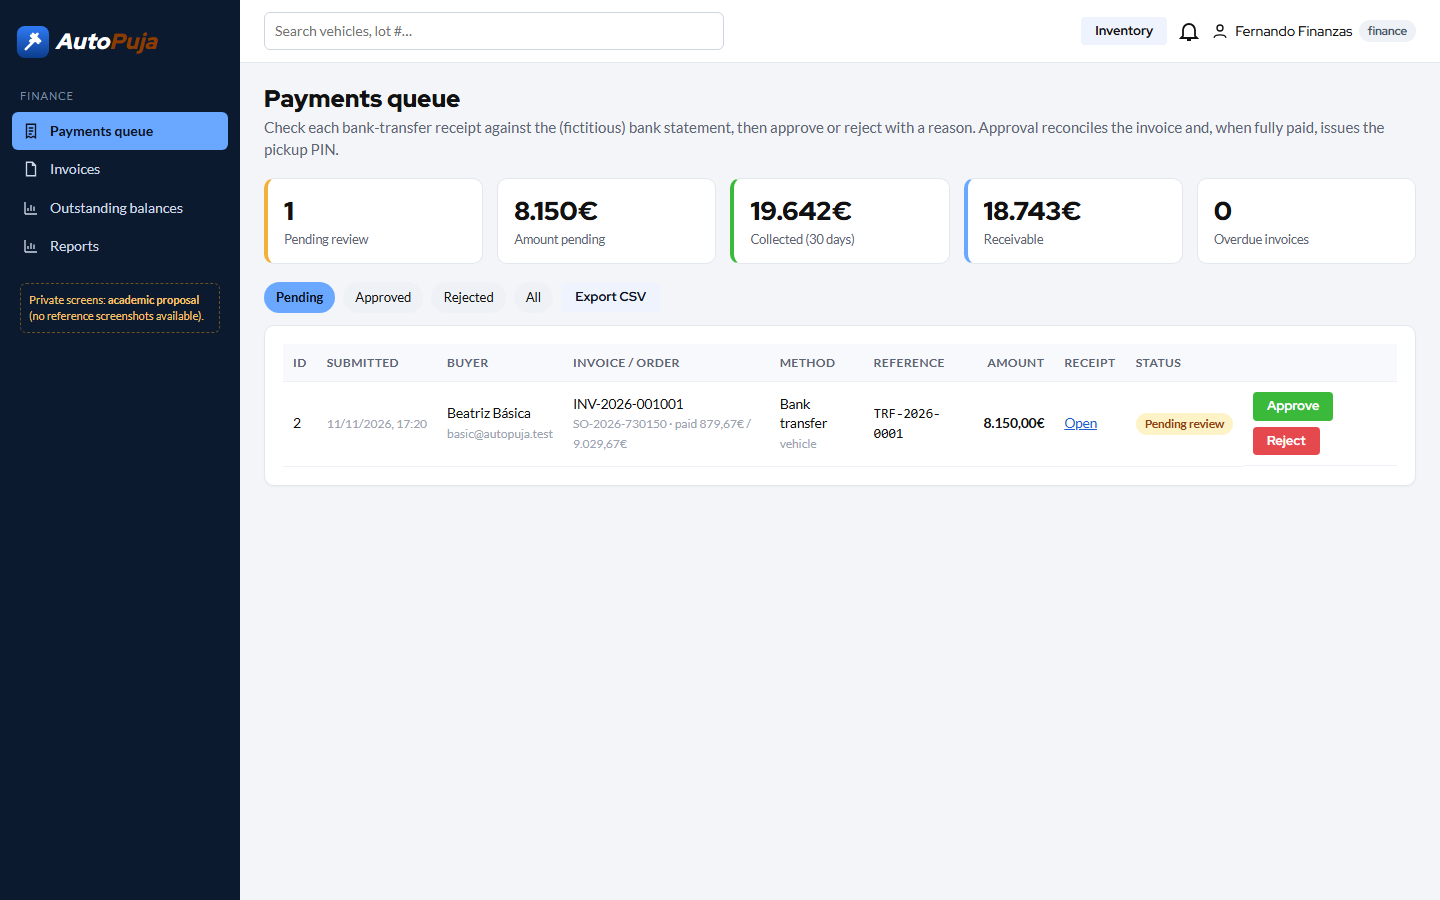 AutoPuja
Search vehicles, lot #...
Inventory
Fernando Finanzas
finance
FINANCE
Payments queue
Invoices
Outstanding balances
Reports
Private screens: academic proposal
(no reference screenshots available).
Payments queue
Check each bank-transfer receipt against the (fictitious) bank statement, then approve or reject with a reason. Approval reconciles the invoice and, when fully paid, issues the
pickup PIN.
1
Pending review
8.150€
Amount pending
19.642€
Collected (30 days)
18.743€
Receivable
0
Overdue invoices
Pending
Approved
Rejected
All
Export CSV
ID
SUBMITTED
BUYER
INVOICE / ORDER
METHOD
REFERENCE
AMOUNT
RECEIPT
STATUS
2
11/11/2026, 17:20
Beatriz Básica
basic@autopuja.test
INV-2026-001001
SO-2026-730150 · paid 879,67€ /
9.029,67€
Bank
transfer
vehicle
TRF-2026-
0001
8.150,00€
Open
Pending review
Approve
Reject